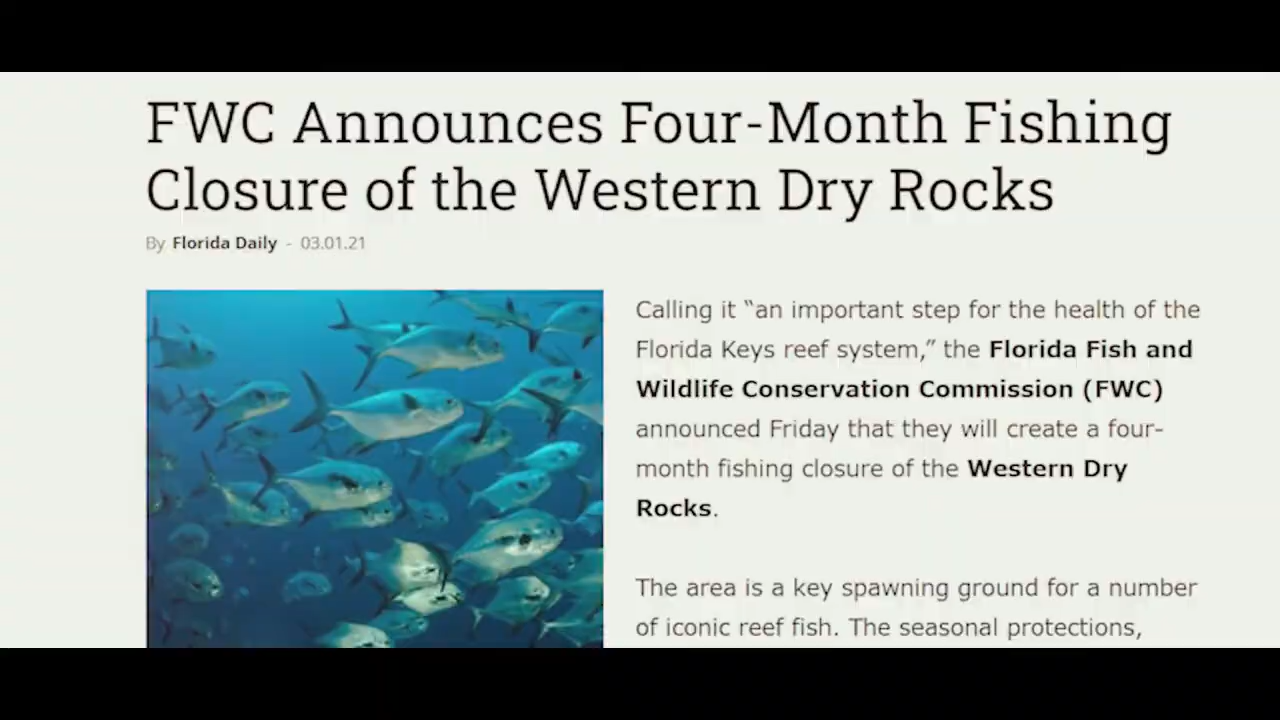 FWC Announces Four-Month Fishing
Closure of the Western Dry Rocks
By Florida Daily - 03.01.21
Calling it “an important step for the health of the
Florida Keys reef system,” the Florida Fish and
Wildlife Conservation Commission (FWC)
announced Friday that they will create a four-
month fishing closure of the Western Dry
Rocks.
The area is a key spawning ground for a number
of iconic reef fish. The seasonal protections,